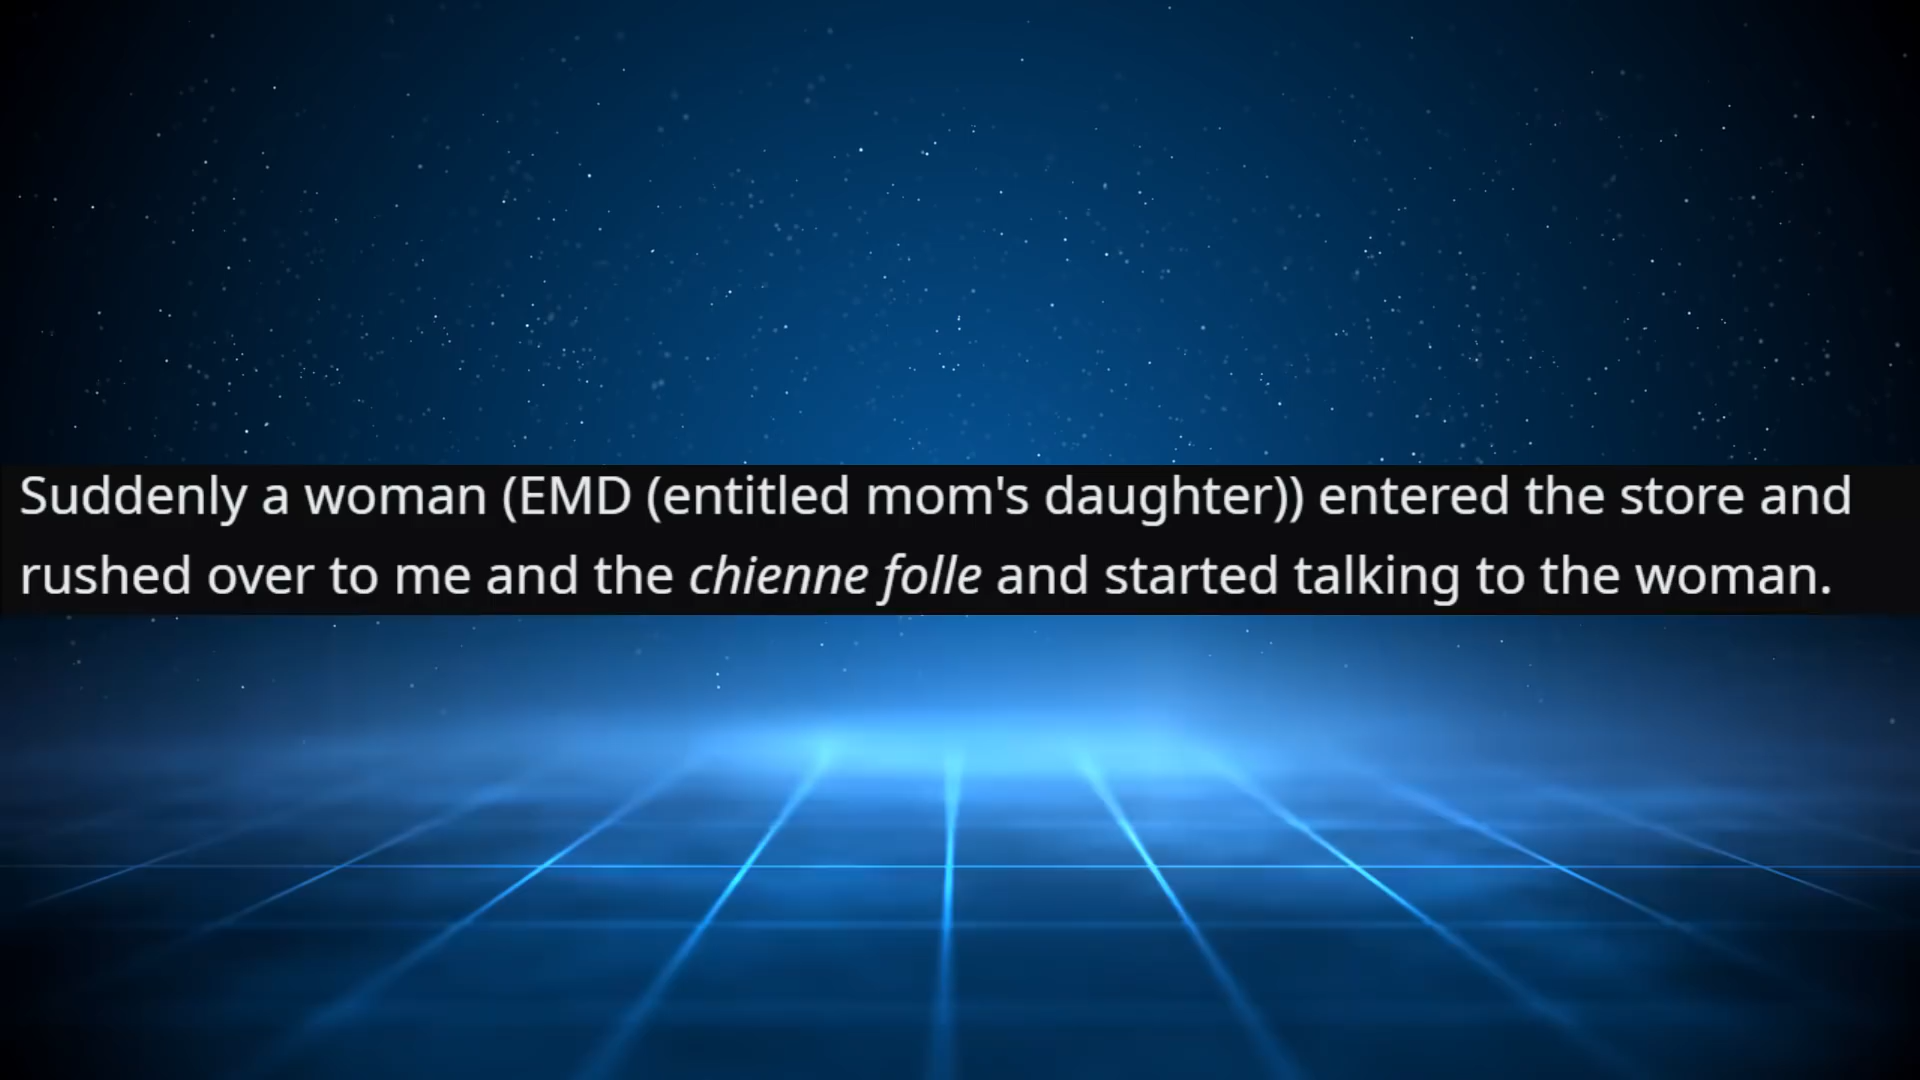 Suddenly a woman (EMD (entitled mom's daughter)) entered the store and
rushed over to me and the chienne folle and started talking to the woman.